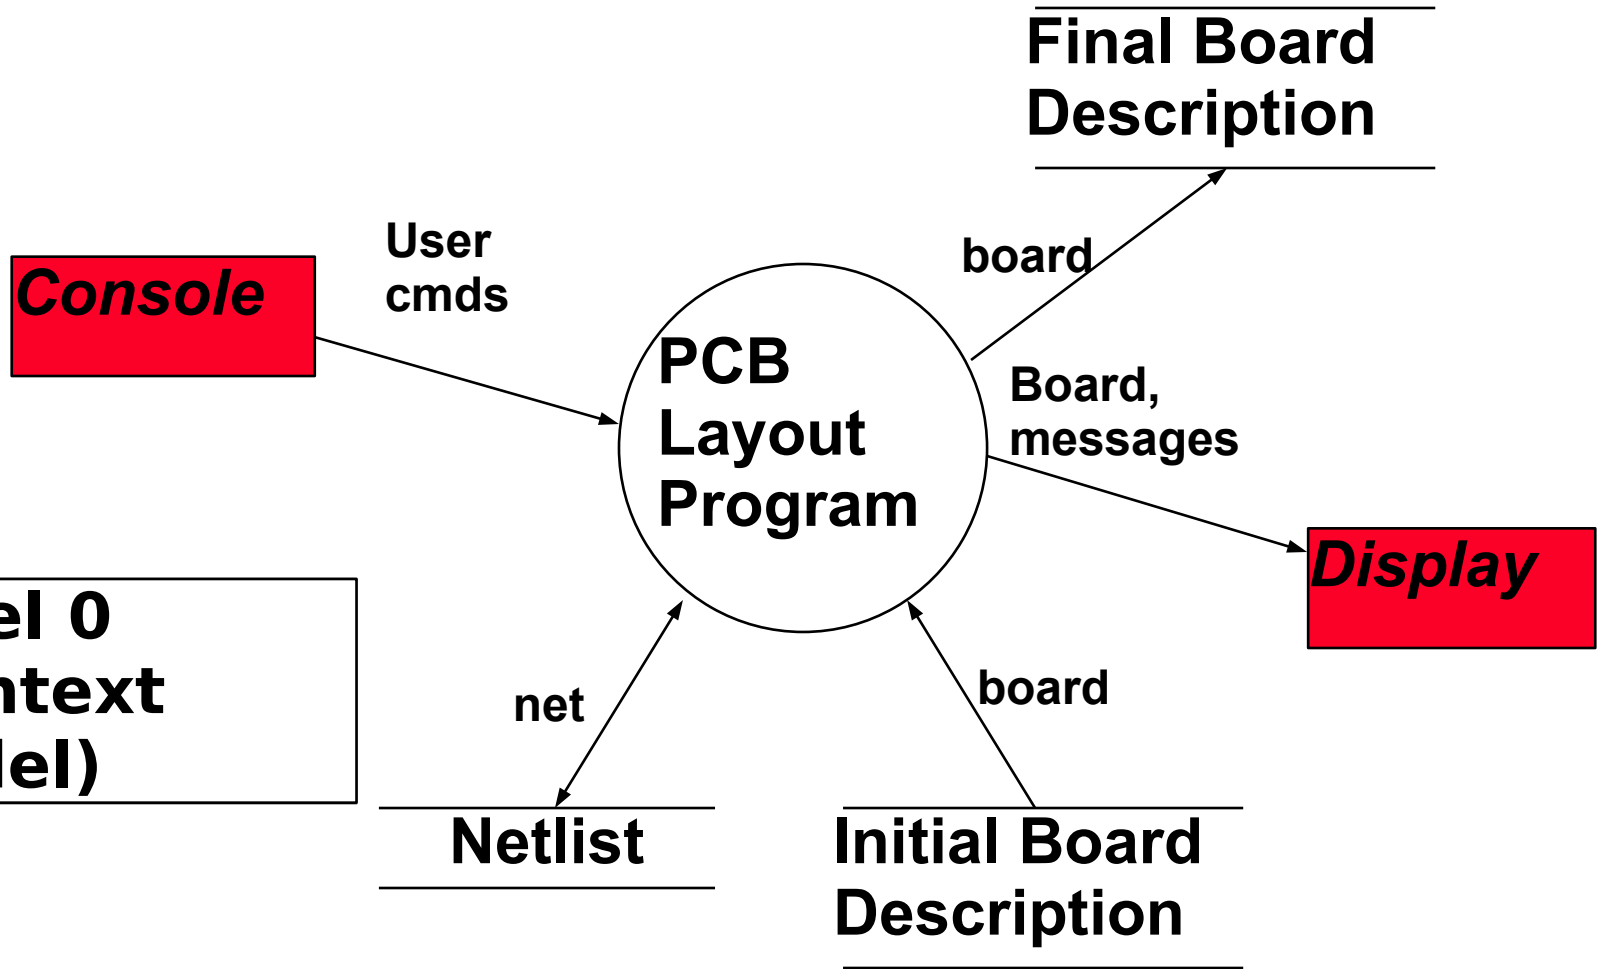 Final Board
Description
User
cmds
board
Console
PCB
Layout
Program
Board,
messages
Display
el 0
ntext
del)
net
board
Netlist
Initial Board
Description